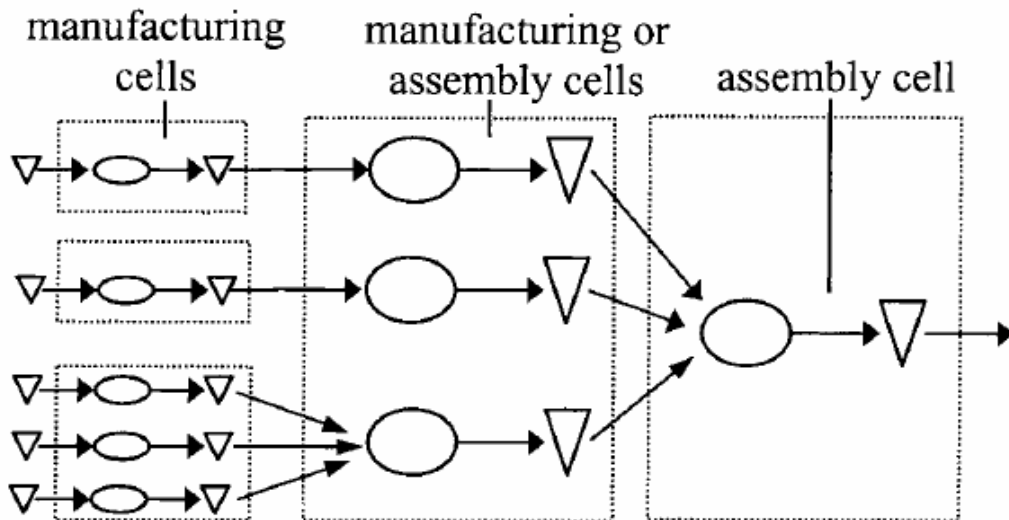 manufacturing
cells
manufacturing or
assembly cells
assembly cell